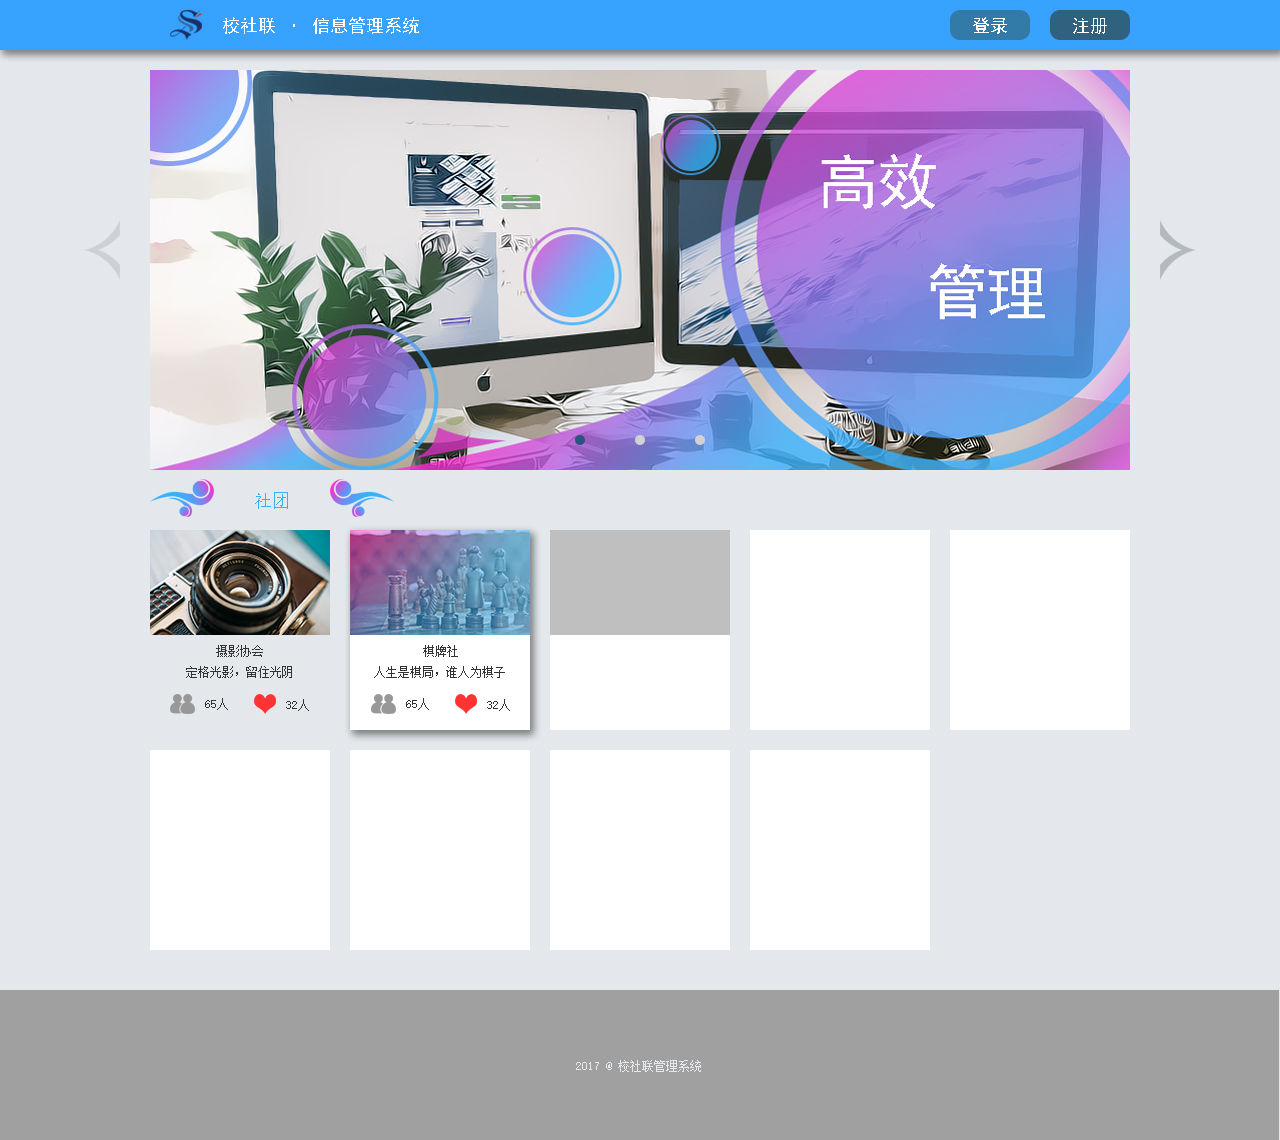 校社联 · 信息管理系统
登录
注册
高效
管理
社团
摄影协会
定格光影，留住光阴
65人
32人
棋牌社
人生是棋局，谁人为棋子
65人
32人
2017 @ 校社联管理系统